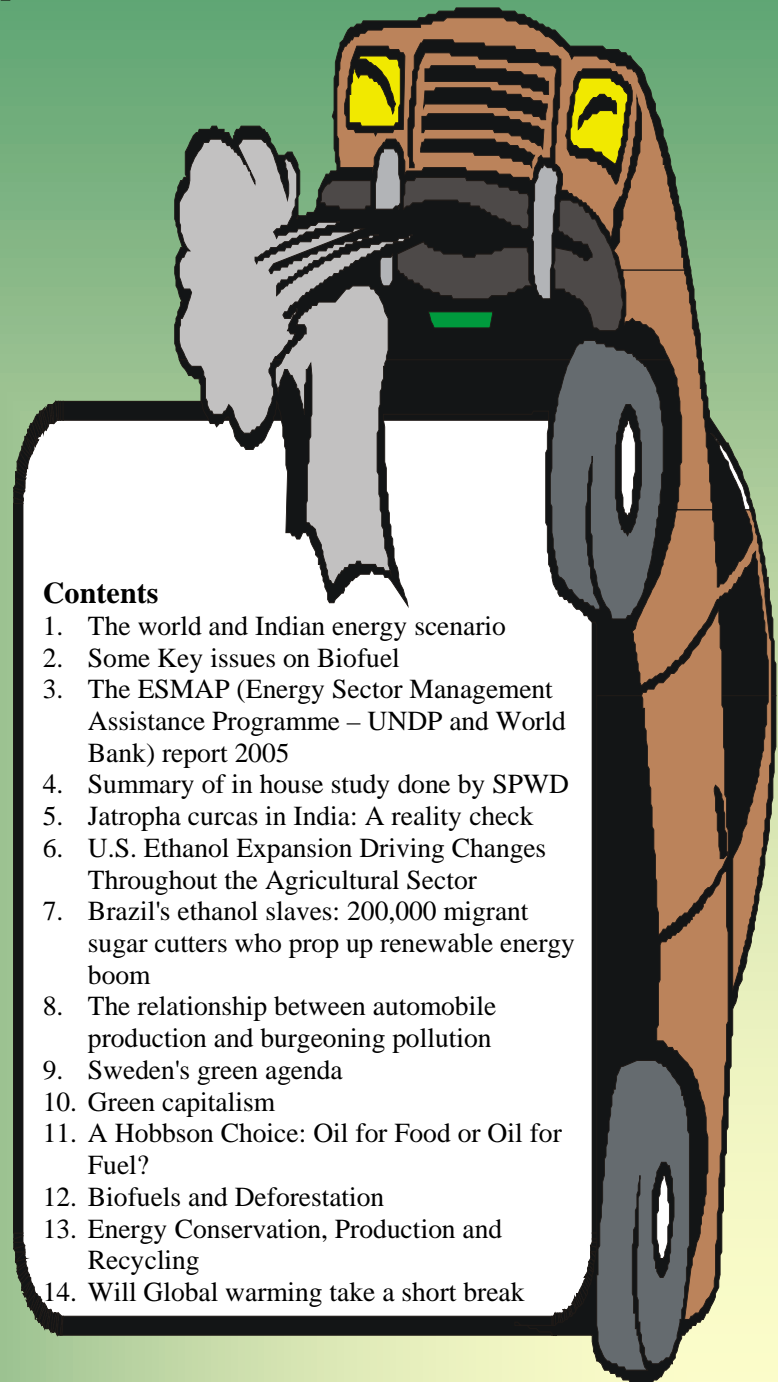 Contents
1. The world and Indian energy scenario
2. Some Key issues on Biofuel
3. The ESMAP (Energy Sector Management
Assistance Programme – UNDP and World
Bank) report 2005
4. Summary of in house study done by SPWD
5. Jatropha curcas in India: A reality check
6. U.S. Ethanol Expansion Driving Changes
Throughout the Agricultural Sector
7. Brazil's ethanol slaves: 200,000 migrant
sugar cutters who prop up renewable energy
boom
8. The relationship between automobile
production and burgeoning pollution
9. Sweden's green agenda
10. Green capitalism
11. A Hobbson Choice: Oil for Food or Oil for
Fuel?
12. Biofuels and Deforestation
13. Energy Conservation, Production and
Recycling
14. Will Global warming take a short break